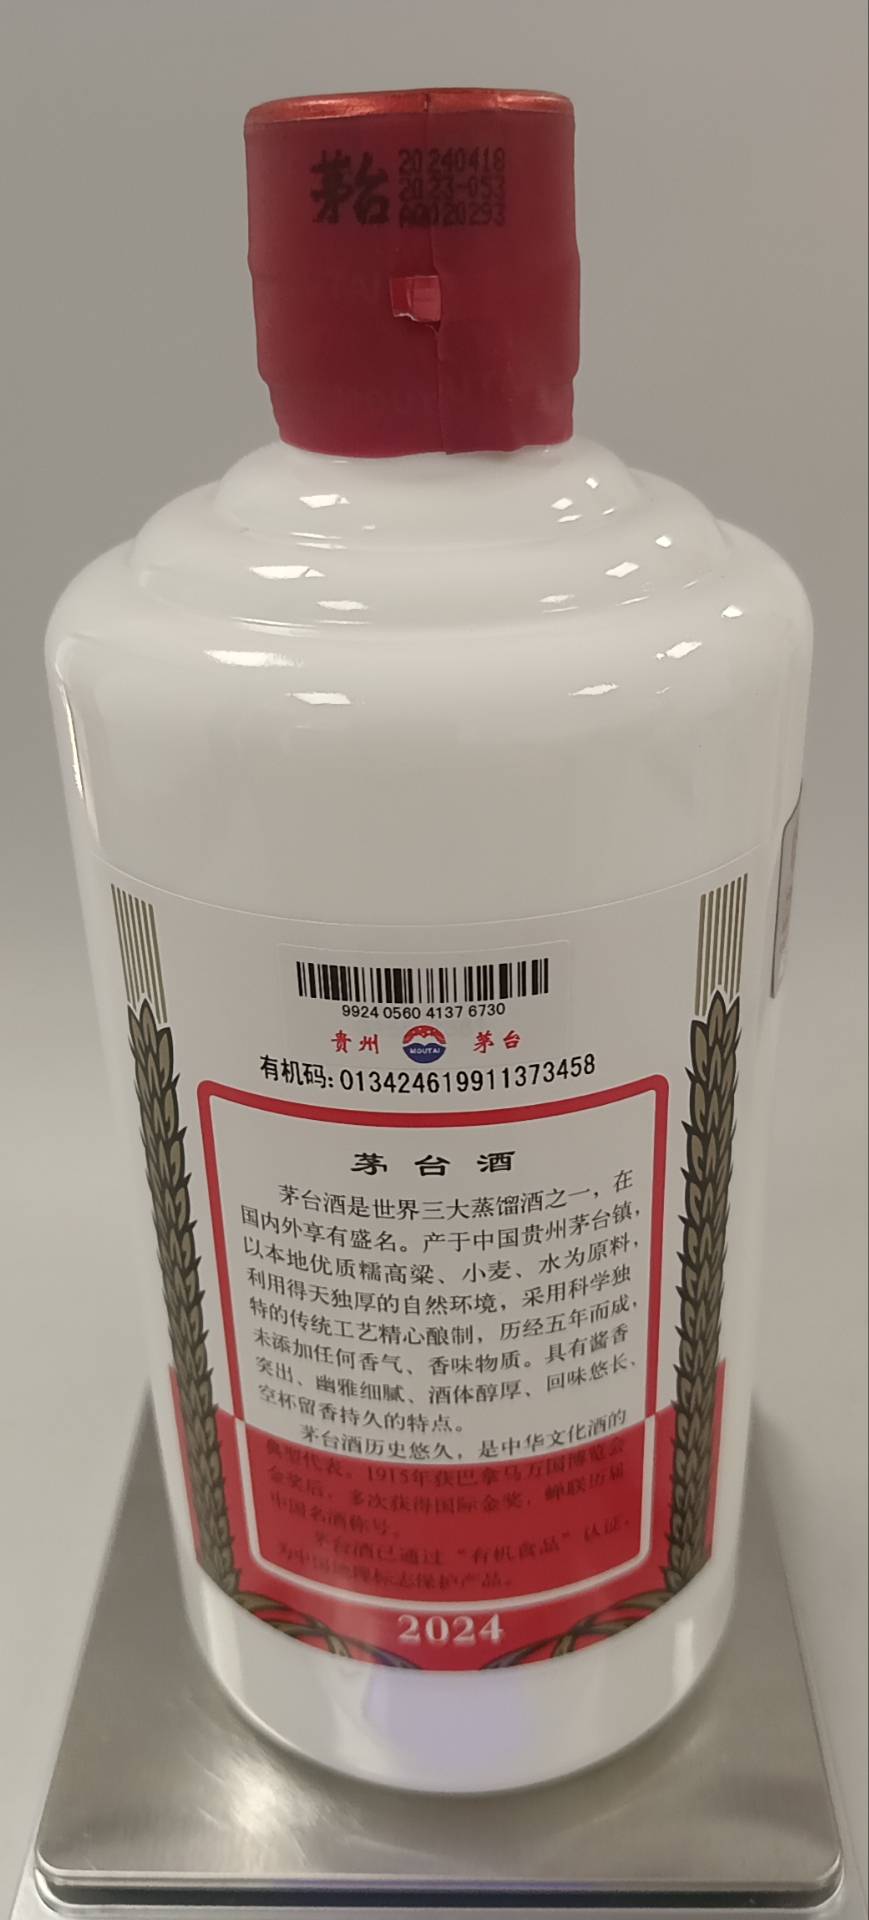 茅台
20240418
2023-053
A0020293
9924 0560 4137 6730
贵州 MOUTAI 茅台
有机码: 013424619911373458
茅台酒
茅台酒是世界三大蒸馏酒之一，在
国内外享有盛名。产于中国贵州茅台镇，
以本地优质糯高粱、小麦、水为原料，
利用得天独厚的自然环境，采用科学独
特的传统工艺精心酿制，历经五年而成，
未添加任何香气、香味物质。具有酱香
突出、幽雅细腻、酒体醇厚、回味悠长、
空杯留香持久的特点。
茅台酒历史悠久，是中华文化酒的
典型代表。1915年获巴拿马万国博览会
金奖后，多次获得国际金奖，蝉联历届
中国名酒称号。
茅台酒已通过“有机食品”认证，
为中国地理标志保护产品。
2024